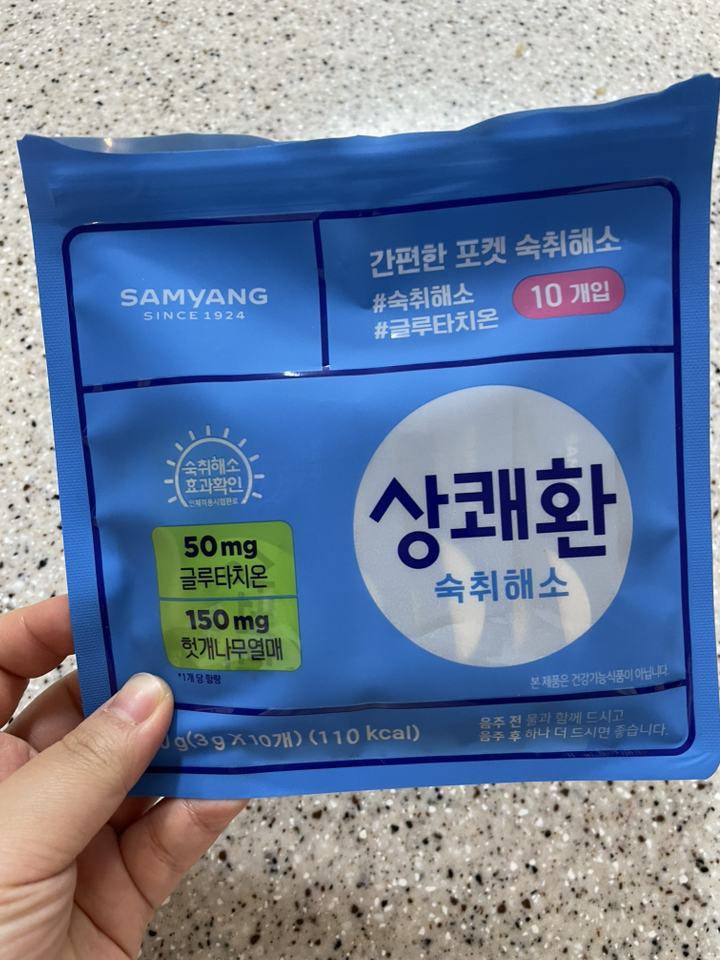 SAMYANG
SINCE 1924
간편한 포켓 숙취해소
#숙취해소
#글루타치온
10 개입
숙취해소
효과확인
인체적용시험완료
50mg
글루타치온
150mg
헛개나무열매
*1개 당 함량
상쾌환
숙취해소
본 제품은 건강기능식품이 아닙니다.
g(3g X 10개) (110 kcal)
음주 전 물과 함께 드시고
음주 후 하나 더 드시면 좋습니다.